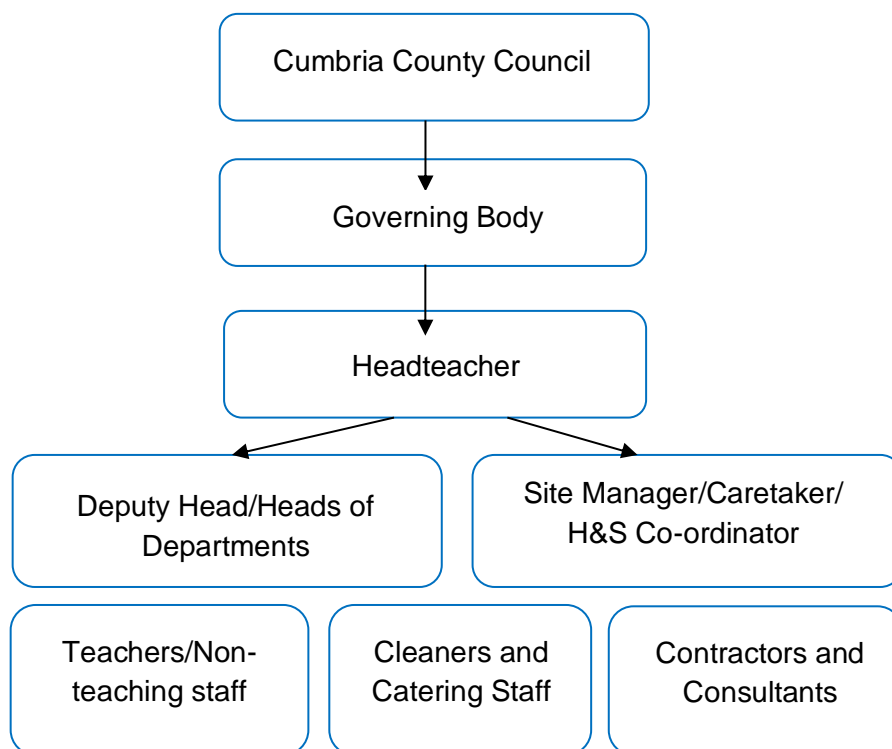 Cumbria County Council
Governing Body
Headteacher
Deputy Head/Heads of
Departments
Site Manager/Caretaker/
H&S Co-ordinator
Teachers/Non-
teaching staff
Cleaners and
Catering Staff
Contractors and
Consultants